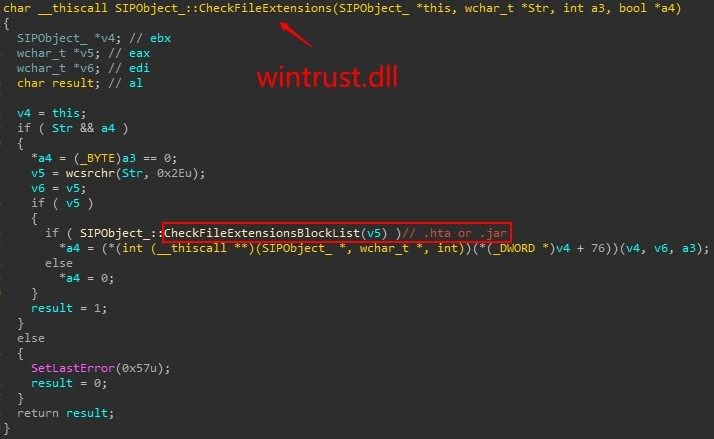 char __thiscall SIPObject_::CheckFileExtensions(SIPObject_ *this, wchar_t *Str, int a3, bool *a4)
{
SIPObject_ *v4; // ebx
wchar_t *v5; // eax
wchar_t *v6; // edi
char result; // al
wintrust.dll
v4 = this;
if ( Str && a4 )
{
*a4 = (_BYTE)a3 == 0;
v5 = wcsrchr(Str, 0x2Eu);
v6 = v5;
if ( v5 )
{
if ( SIPObject_::CheckFileExtensionsBlockList(v5) )// .hta or .jar
*a4 = (*(int (__thiscall **)(SIPObject_ *, wchar_t *, int))(*(_DWORD *)v4 + 76))(v4, v6, a3);
else
*a4 = 0;
}
result = 1;
}
else
{
SetLastError(0x57u);
result = 0;
}
return result;
}